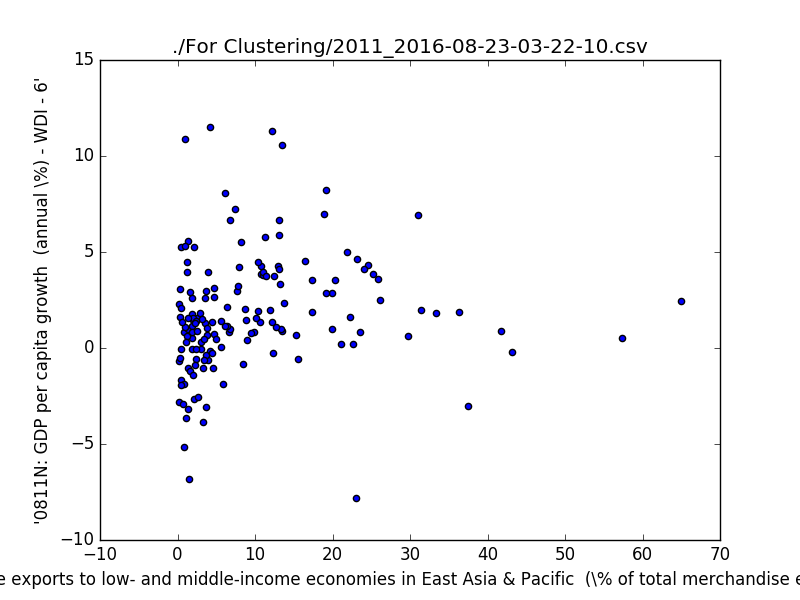 ./For Clustering/2011_2016-08-23-03-22-10.csv
'0811N: GDP per capita growth (annual \%) - WDI - 6'
15
10
5
0
−5
−10
−10 0 10 20 30 40 50 60 70
e exports to low- and middle-income economies in East Asia & Pacific (\% of total merchandise e